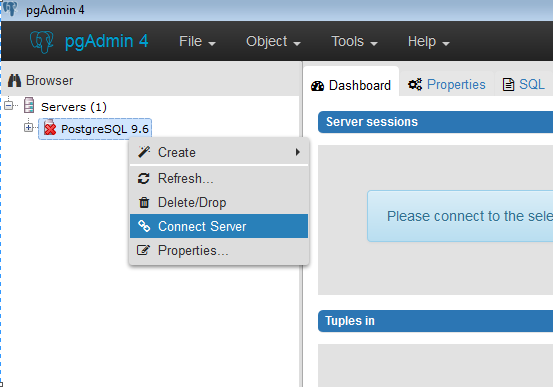 pgAdmin 4
pgAdmin 4 File Object Tools Help
Browser
Dashboard Properties SQL
Servers (1)
PostgreSQL 9.6
Create
Refresh...
Delete/Drop
Connect Server
Properties...
Server sessions
Please connect to the sele
Tuples in